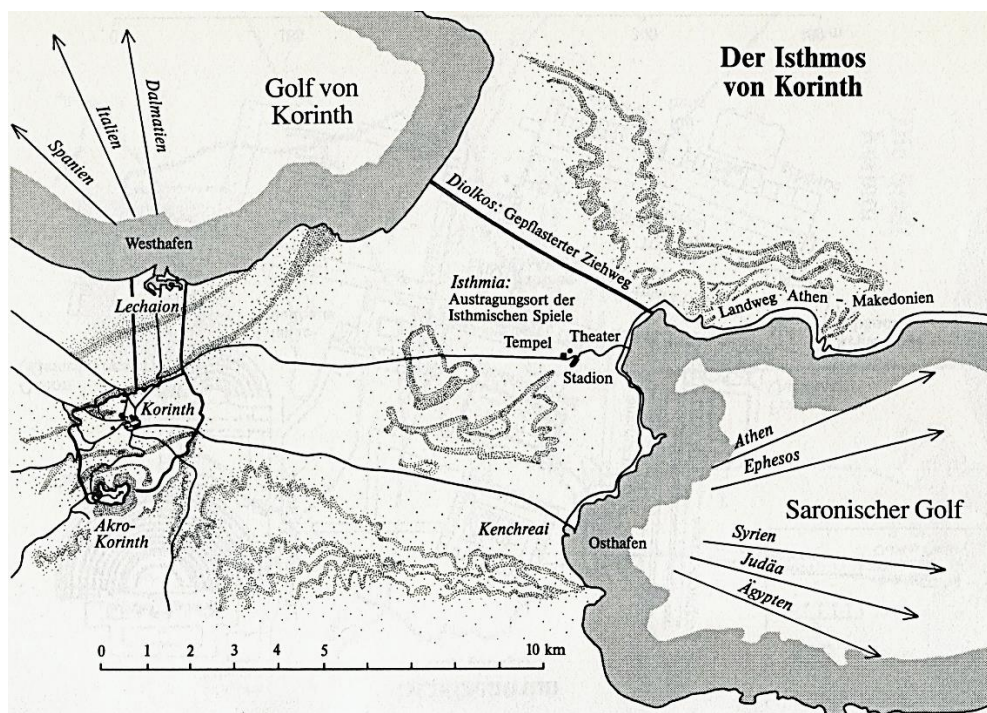 Der Isthmos
von Korinth
Golf von
Korinth
Dalmatien
Italien
Spanien
Westhafen
Lechaion
Diolkos: Gepflasterter Ziehweg
Isthmia:
Austragungsort der
Isthmischen Spiele
Landweg Athen – Makedonien
Tempel
Theater
Stadion
Korinth
Akro-
Korinth
Kenchreai
Osthafen
Athen
Ephesos
Saronischer Golf
Syrien
Judäa
Ägypten
0 1 2 3 4 5 10 km